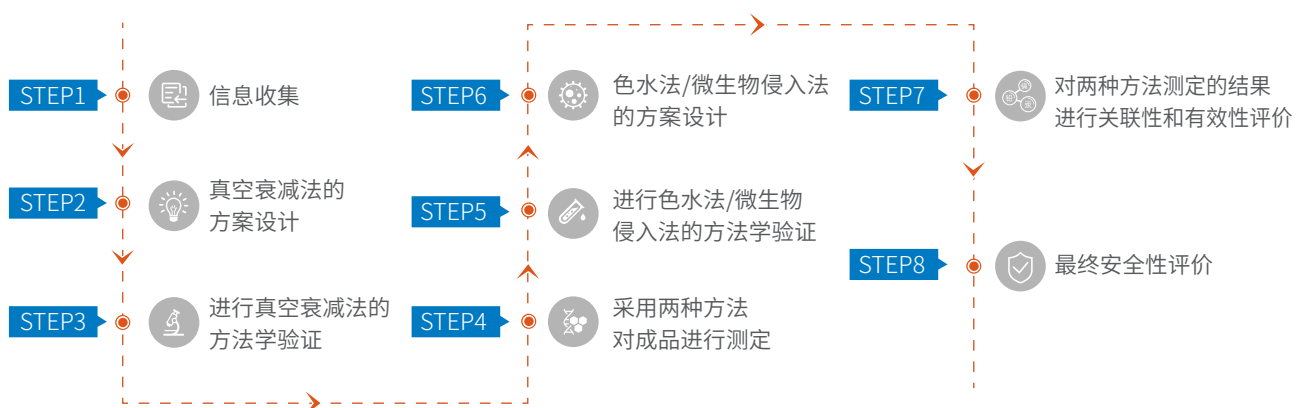 STEP1
信息收集
STEP2
真空衰减法的
方案设计
STEP3
进行真空衰减法的
方法学验证
STEP4
采用两种方法
对成品进行测定
STEP5
进行色水法/微生物
侵入法的方法学验证
STEP6
色水法/微生物侵入法
的方案设计
STEP7
对两种方法测定的结果
进行关联性和有效性评价
STEP8
最终安全性评价